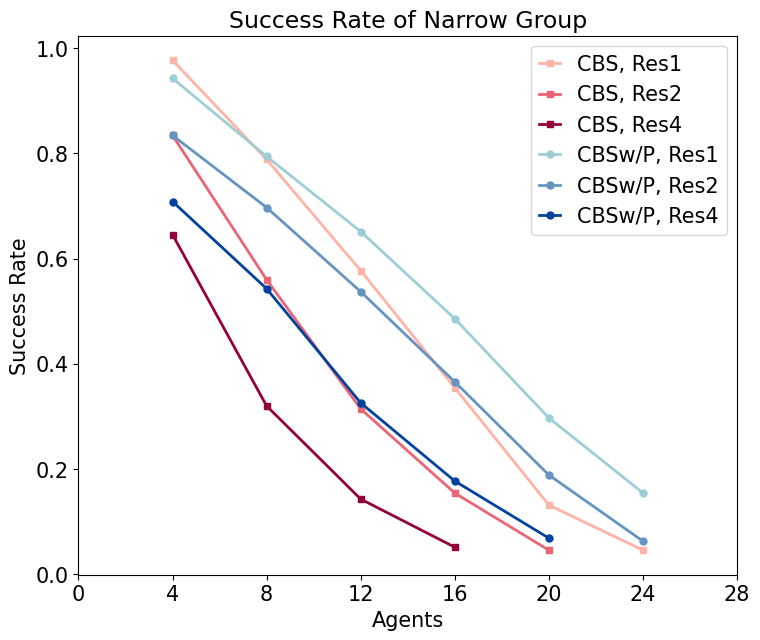 Success Rate of Narrow Group
1.0
0.8
0.6
0.4
0.2
0.0
Success Rate
CBS, Res1
CBS, Res2
CBS, Res4
CBSw/P, Res1
CBSw/P, Res2
CBSw/P, Res4
0 4 8 12 16 20 24 28
Agents